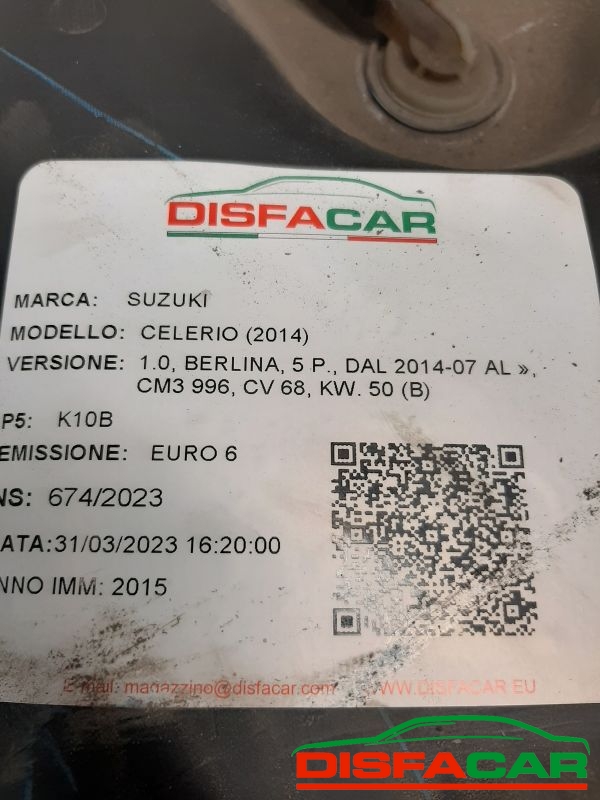 DISFACAR
MARCA: SUZUKI
MODELLO: CELERIO (2014)
VERSIONE: 1.0, BERLINA, 5 P., DAL 2014-07 AL »,
CM3 996, CV 68, KW. 50 (B)
P5: K10B
EMISSIONE: EURO 6
NS: 674/2023
ATA:31/03/2023 16:20:00
NNO IMM: 2015
E-mail: magazzino@disfacar.com WWW.DISFACAR.EU
DISFACAR